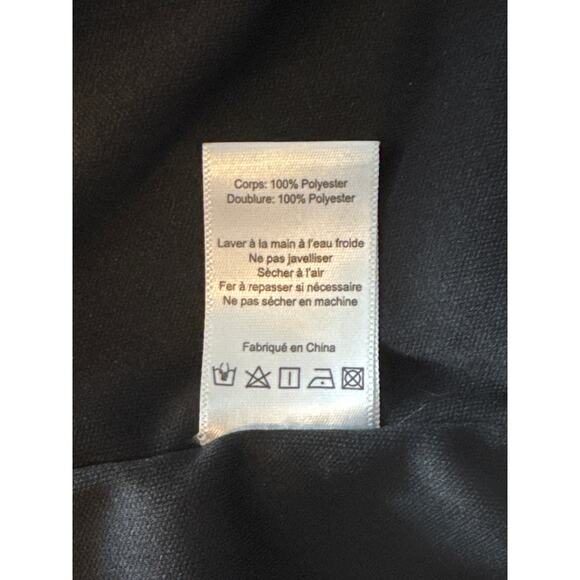 Corps: 100% Polyester
Doublure: 100% Polyester
Laver à la main à l'eau froide
Ne pas javelliser
Sècher à l'air
Fer à repasser si nécessaire
Ne pas sécher en machine
Fabriqué en China